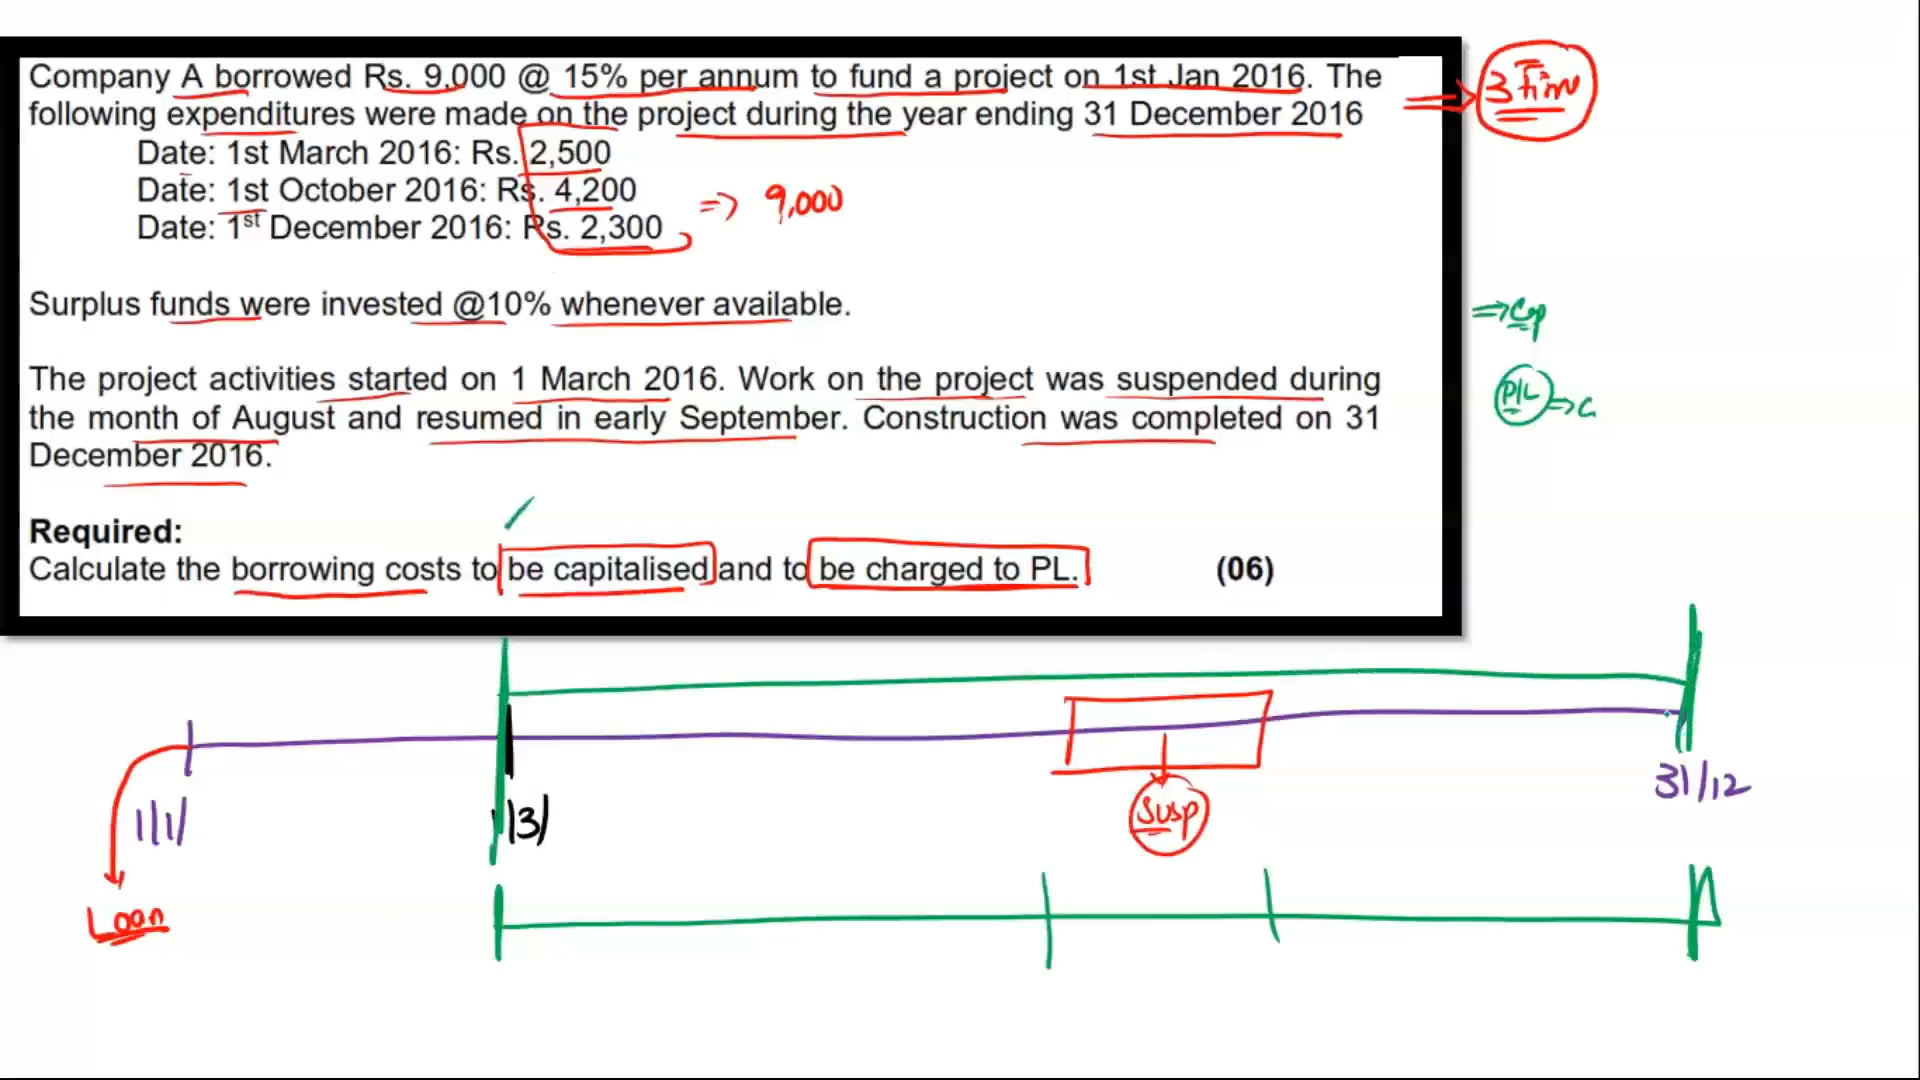 Company A borrowed Rs. 9,000 @ 15% per annum to fund a project on 1st Jan 2016. The
following expenditures were made on the project during the year ending 31 December 2016
Date: 1st March 2016: Rs. 2,500
Date: 1st October 2016: Rs. 4,200
Date: 1st December 2016: Rs. 2,300
=> 9,000
Surplus funds were invested @10% whenever available.
The project activities started on 1 March 2016. Work on the project was suspended during
the month of August and resumed in early September. Construction was completed on 31
December 2016.
Required:
Calculate the borrowing costs to be capitalised and to be charged to PL. (06)
=> Cap
P/L => C
1/1/
1/3/
Susp
31/12
Loan